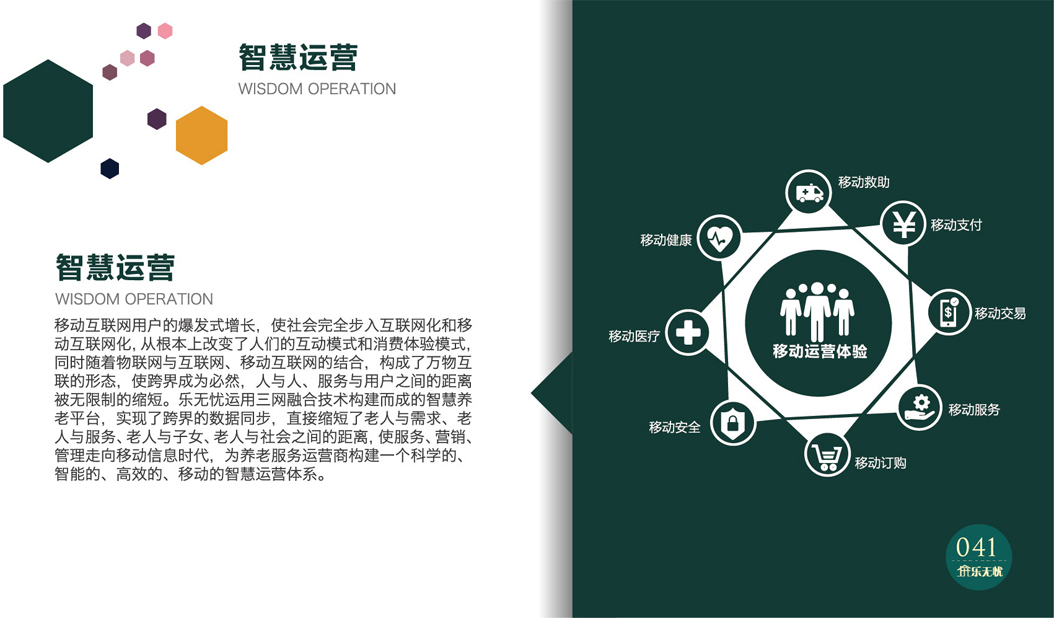 智慧运营
WISDOM OPERATION
智慧运营
WISDOM OPERATION
移动互联网用户的爆发式增长，使社会完全步入互联网化和移
动互联网化, 从根本上改变了人们的互动模式和消费体验模式,
同时随着物联网与互联网、移动互联网的结合，构成了万物互
联的形态，使跨界成为必然，人与人、服务与用户之间的距离
被无限制的缩短。乐无忧运用三网融合技术构建而成的智慧养
老平台，实现了跨界的数据同步，直接缩短了老人与需求、老
人与服务、老人与子女、老人与社会之间的距离, 使服务、营销、
管理走向移动信息时代，为养老服务运营商构建一个科学的、
智能的、高效的、移动的智慧运营体系。
移动救助
移动支付
移动健康
移动交易
移动医疗
移动运营体验
移动服务
移动安全
移动订购
041
乐无忧